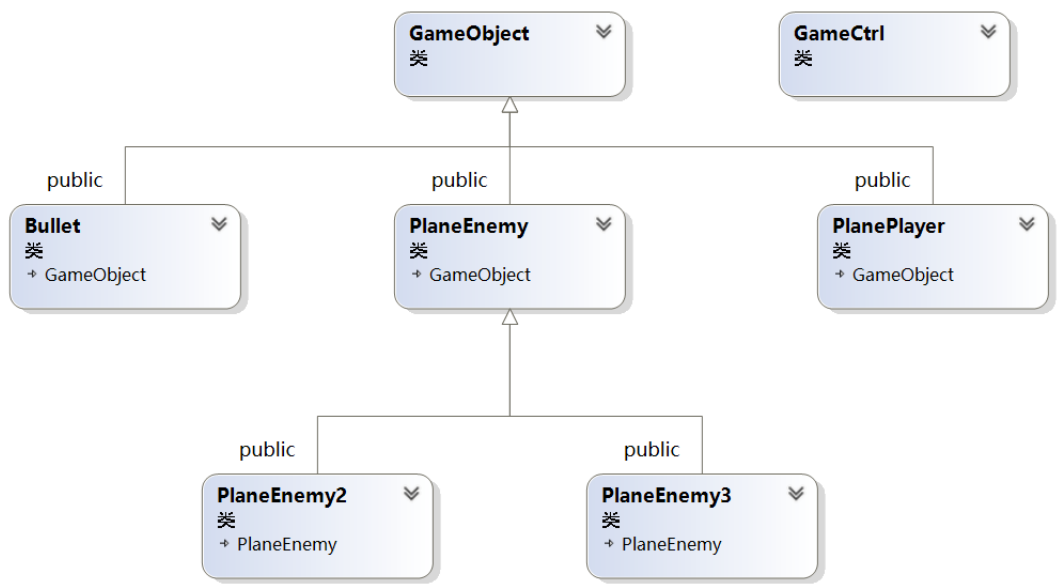 GameObject
类
GameCtrl
类
public
public
public
Bullet
类
GameObject
PlaneEnemy
类
GameObject
PlanePlayer
类
GameObject
public
public
PlaneEnemy2
类
PlaneEnemy
PlaneEnemy3
类
PlaneEnemy